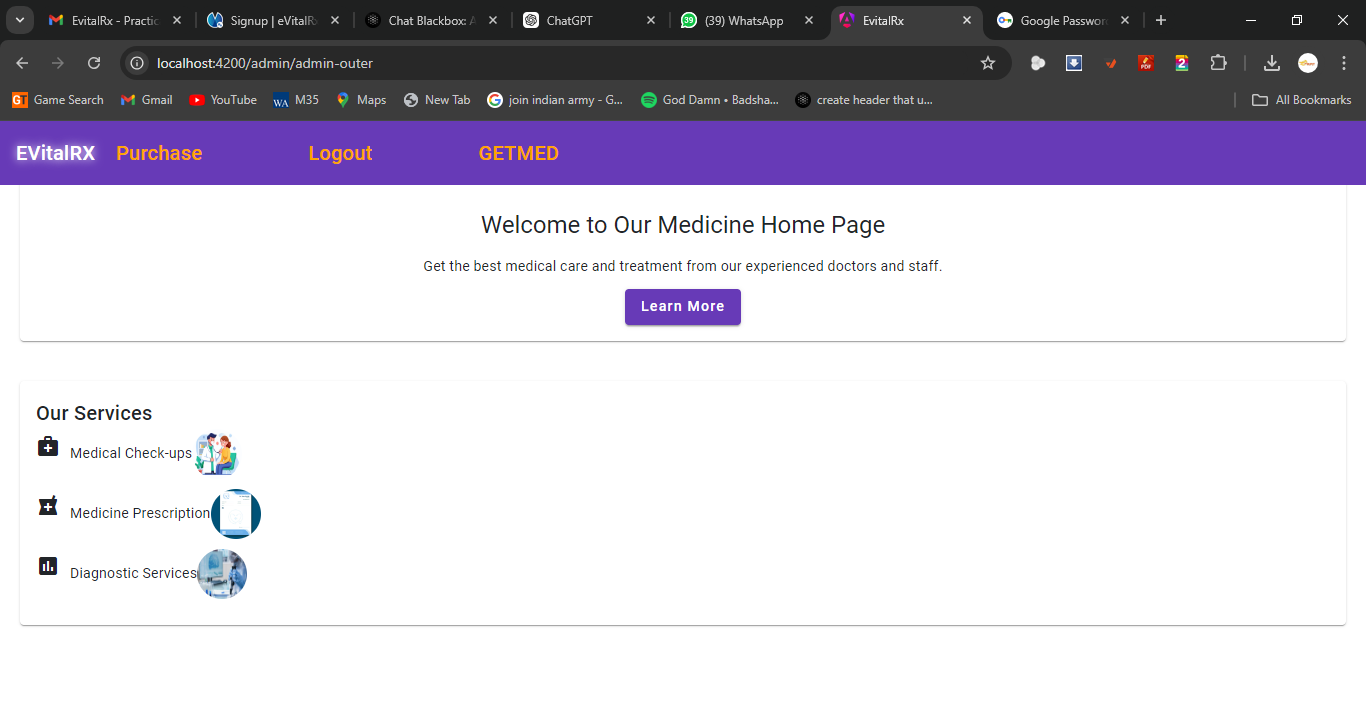 EvitalRx - Practic
Signup | eVitalRx
Chat Blackbox: A
ChatGPT
(39) WhatsApp
EvitalRx
Google Passwor
localhost:4200/admin/admin-outer
Game Search
Gmail
YouTube
M35
Maps
New Tab
join indian army - G...
God Damn • Badsha...
create header that u...
All Bookmarks
EVitalRX Purchase Logout GETMED
Welcome to Our Medicine Home Page
Get the best medical care and treatment from our experienced doctors and staff.
Learn More
Our Services
Medical Check-ups
Medicine Prescription
Diagnostic Services